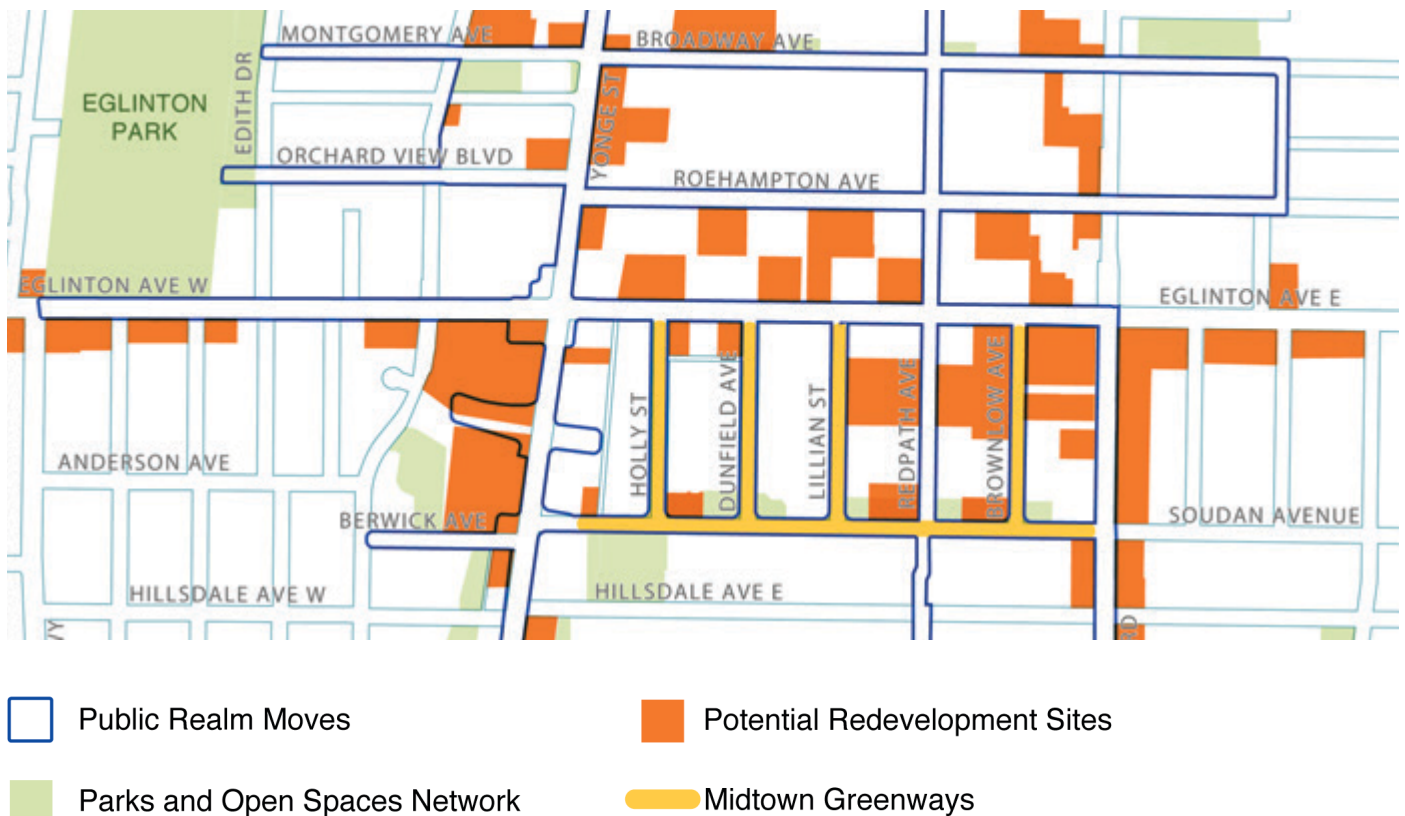 MONTGOMERY AVE
BROADWAY AVE
EGLINTON
PARK
EDITH DR
YONGE ST
ORCHARD VIEW BLVD
ROEHAMPTON AVE
EGLINTON AVE W
EGLINTON AVE E
HOLLY ST
DUNFIELD AVE
LILLIAN ST
REDPATH AVE
BROWNLOW AVE
ANDERSON AVE
BERWICK AVE
SOUDAN AVENUE
HILLSDALE AVE W
HILLSDALE AVE E
VY
RD
Public Realm Moves
Potential Redevelopment Sites
Parks and Open Spaces Network
Midtown Greenways